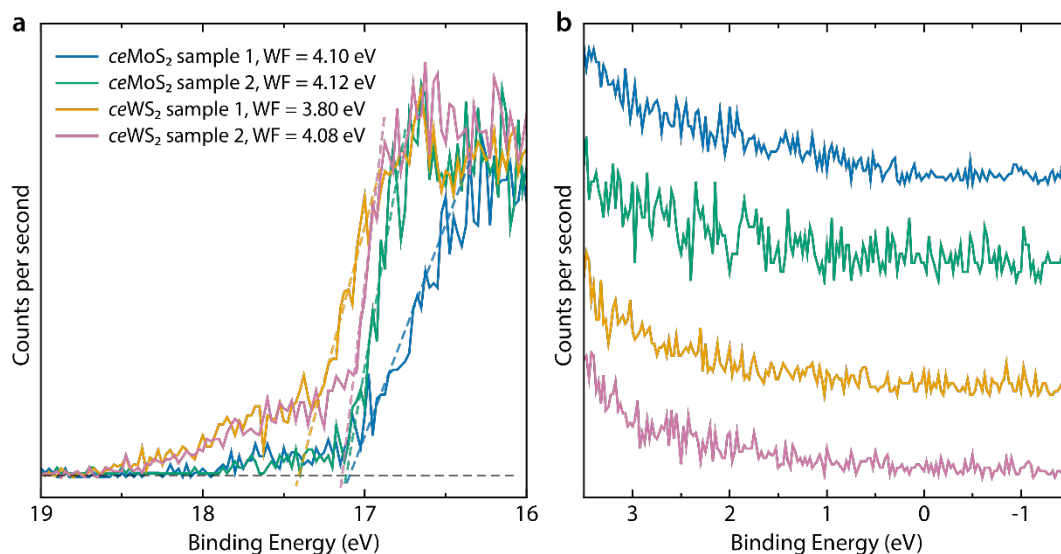 a
ceMoS₂ sample 1, WF = 4.10 eV
ceMoS₂ sample 2, WF = 4.12 eV
ceWS₂ sample 1, WF = 3.80 eV
ceWS₂ sample 2, WF = 4.08 eV
Counts per second
19 18 17 16
Binding Energy (eV)
b
Counts per second
3 2 1 0 -1
Binding Energy (eV)